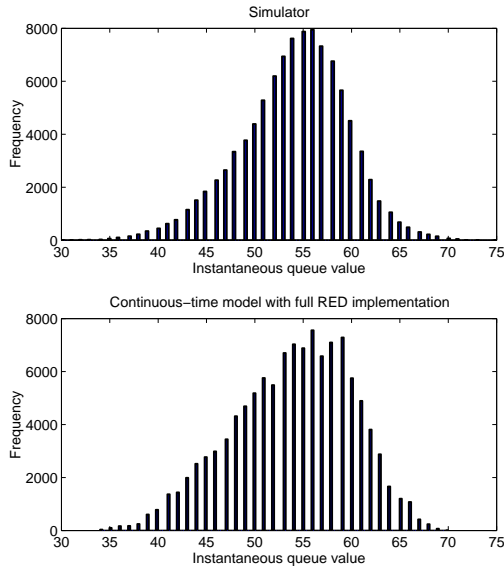 Simulator
8000
6000
4000
2000
0
Frequency
30 35 40 45 50 55 60 65 70 75
Instantaneous queue value
Continuous−time model with full RED implementation
8000
6000
4000
2000
0
Frequency
30 35 40 45 50 55 60 65 70 75
Instantaneous queue value